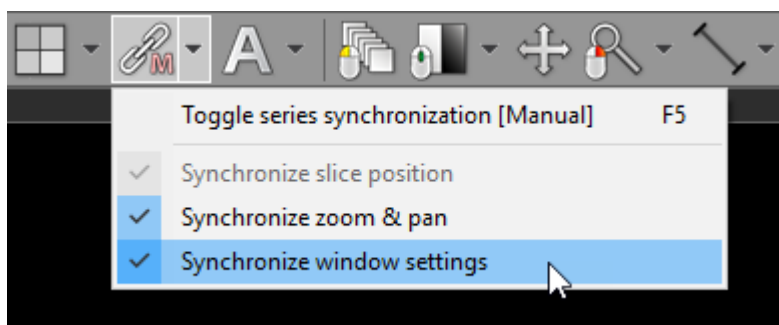 M
A
Toggle series synchronization [Manual] F5
Synchronize slice position
Synchronize zoom & pan
Synchronize window settings